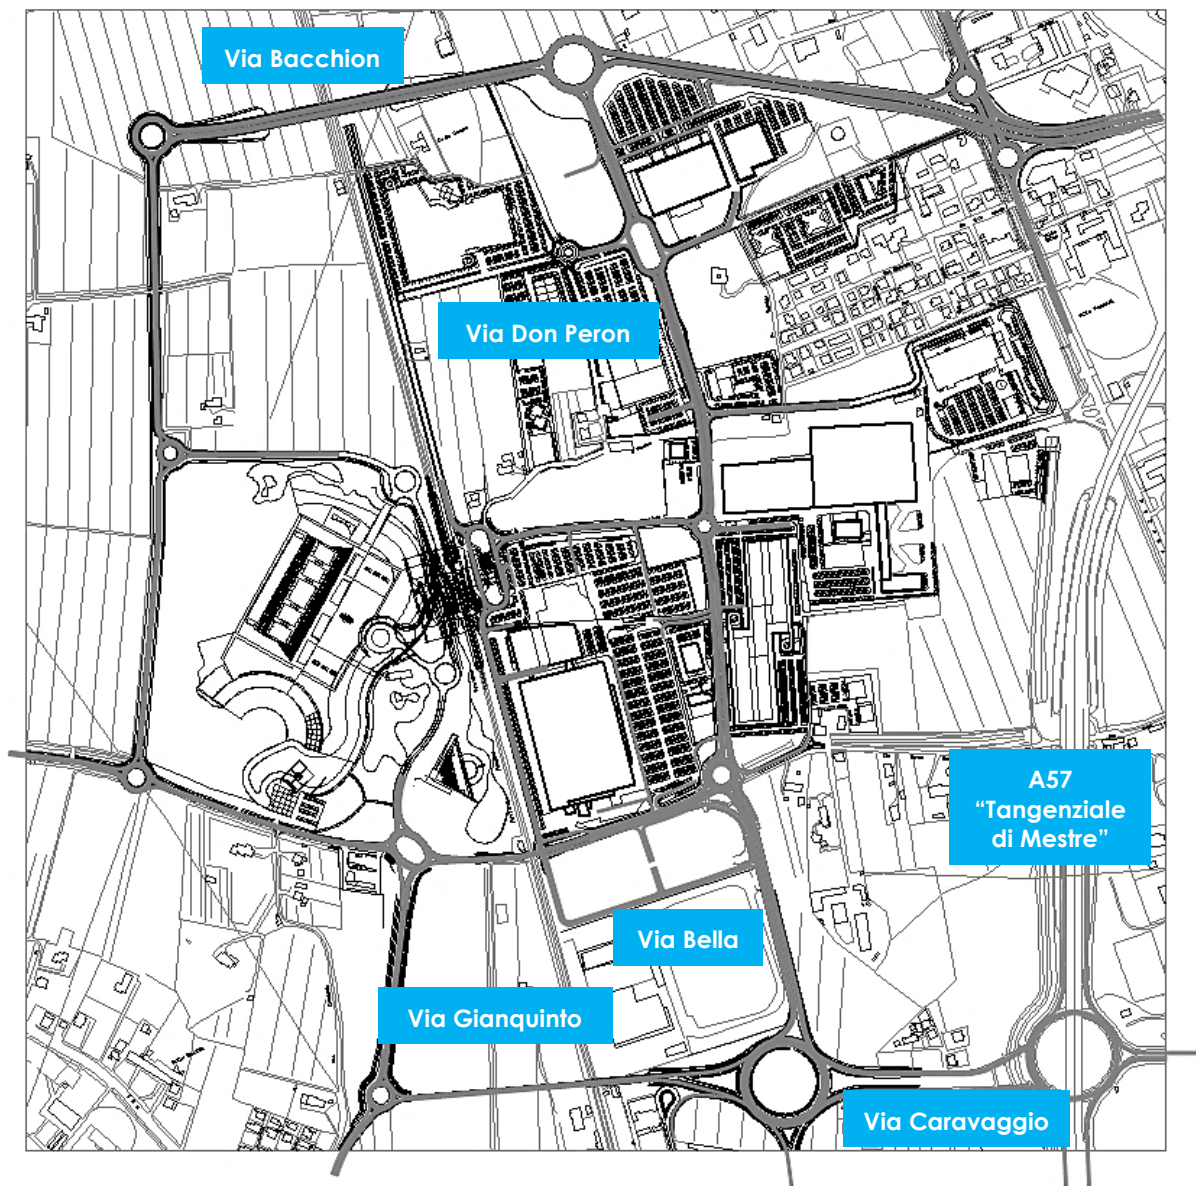 Via Bacchion
Via Don Peron
A57
“Tangenziale
di Mestre”
Via Bella
Via Gianquinto
Via Caravaggio